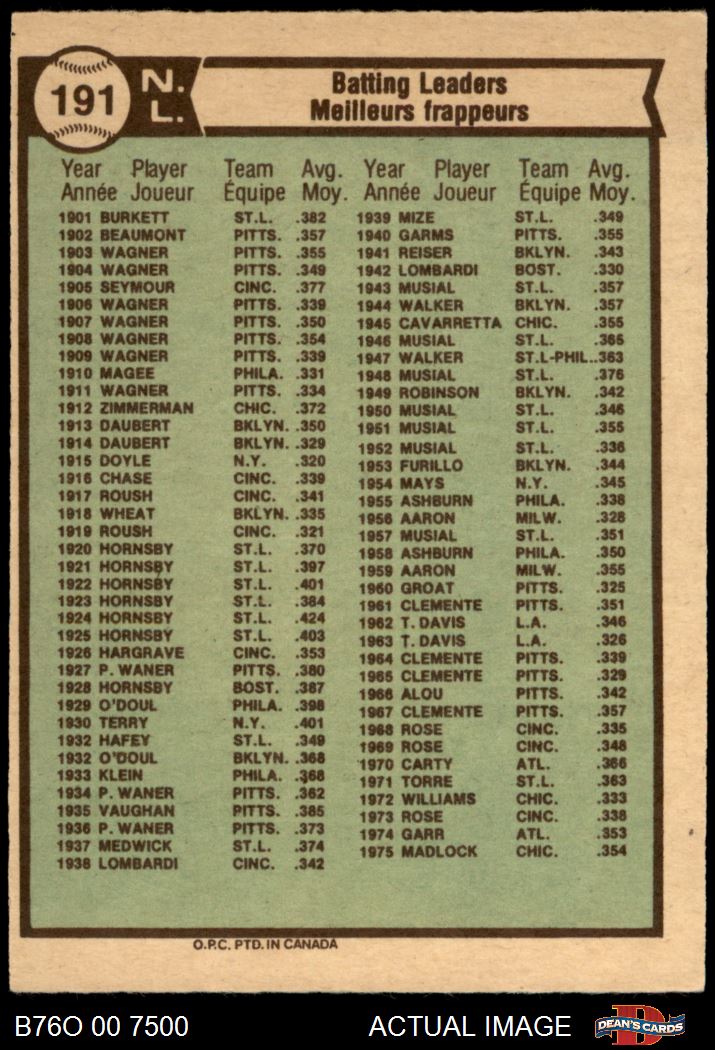 191
N.
L.
Batting Leaders
Meilleurs frappeurs
Year Player Team Avg.
Année Joueur Équipe Moy.
1901 BURKETT ST.L. .382
1902 BEAUMONT PITTS. .357
1903 WAGNER PITTS. .355
1904 WAGNER PITTS. .349
1905 SEYMOUR CINC. .377
1906 WAGNER PITTS. .339
1907 WAGNER PITTS. .350
1908 WAGNER PITTS. .354
1909 WAGNER PITTS. .339
1910 MAGEE PHILA. .331
1911 WAGNER PITTS. .334
1912 ZIMMERMAN CHIC. .372
1913 DAUBERT BKLYN. .350
1914 DAUBERT BKLYN. .329
1915 DOYLE N.Y. .320
1916 CHASE CINC. .339
1917 ROUSH CINC. .341
1918 WHEAT BKLYN. .335
1919 ROUSH CINC. .321
1920 HORNSBY ST.L. .370
1921 HORNSBY ST.L. .397
1922 HORNSBY ST.L. .401
1923 HORNSBY ST.L. .384
1924 HORNSBY ST.L. .424
1925 HORNSBY ST.L. .403
1926 HARGRAVE CINC. .353
1927 P. WANER PITTS. .380
1928 HORNSBY BOST. .387
1929 O'DOUL PHILA. .398
1930 TERRY N.Y. .401
1932 HAFEY ST.L. .349
1932 O'DOUL BKLYN. .368
1933 KLEIN PHILA. .368
1934 P. WANER PITTS. .362
1935 VAUGHAN PITTS. .385
1936 P. WANER PITTS. .373
1937 MEDWICK ST.L. .374
1938 LOMBARDI CINC. .342
Year Player Team Avg.
Année Joueur Équipe Moy.
1939 MIZE ST.L. .349
1940 GARMS PITTS. .355
1941 REISER BKLYN. .343
1942 LOMBARDI BOST. .330
1943 MUSIAL ST.L. .357
1944 WALKER BKLYN. .357
1945 CAVARRETTA CHIC. .355
1946 MUSIAL ST.L. .365
1947 WALKER ST.L-PHIL..363
1948 MUSIAL ST.L. .376
1949 ROBINSON BKLYN. .342
1950 MUSIAL ST.L. .346
1951 MUSIAL ST.L. .355
1952 MUSIAL ST.L. .336
1953 FURILLO BKLYN. .344
1954 MAYS N.Y. .345
1955 ASHBURN PHILA. .338
1956 AARON MILW. .328
1957 MUSIAL ST.L. .351
1958 ASHBURN PHILA. .350
1959 AARON MILW. .355
1960 GROAT PITTS. .325
1961 CLEMENTE PITTS. .351
1962 T. DAVIS L.A. .346
1963 T. DAVIS L.A. .326
1964 CLEMENTE PITTS. .339
1965 CLEMENTE PITTS. .329
1966 ALOU PITTS. .342
1967 CLEMENTE PITTS. .357
1968 ROSE CINC. .335
1969 ROSE CINC. .348
1970 CARTY ATL. .366
1971 TORRE ST.L. .363
1972 WILLIAMS CHIC. .333
1973 ROSE CINC. .338
1974 GARR ATL. .353
1975 MADLOCK CHIC. .354
O.P.C. PTD. IN CANADA
B76O 00 7500
ACTUAL IMAGE
D
DEAN'S CARDS